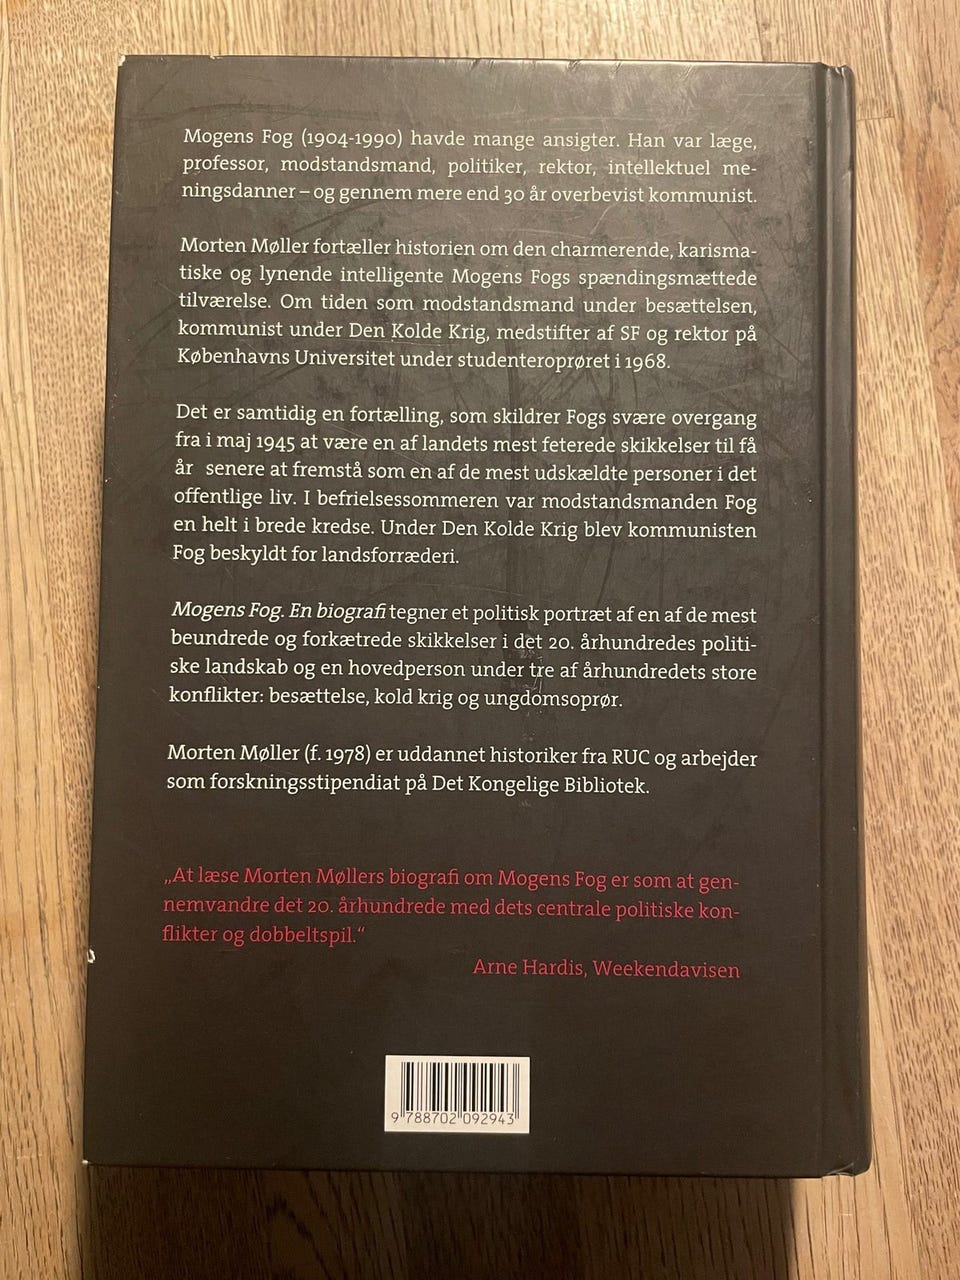 Mogens Fog (1904-1990) havde mange ansigter. Han var læge,
professor, modstandsmand, politiker, rektor, intellektuel me-
ningsdanner – og gennem mere end 30 år overbevist kommunist.
Morten Møller fortæller historien om den charmerende, karisma-
tiske og lynende intelligente Mogens Fogs spændingsmættede
tilværelse. Om tiden som modstandsmand under besættelsen,
kommunist under Den Kolde Krig, medstifter af SF og rektor på
Københavns Universitet under studenteroprøret i 1968.
Det er samtidig en fortælling, som skildrer Fogs svære overgang
fra i maj 1945 at være en af landets mest feterede skikkelser til få
år senere at fremstå som en af de mest udskældte personer i det
offentlige liv. I befrielsessommeren var modstandsmanden Fog
en helt i brede kredse. Under Den Kolde Krig blev kommunisten
Fog beskyldt for landsforræderi.
Mogens Fog. En biografi tegner et politisk portræt af en af de mest
beundrede og forkætrede skikkelser i det 20. århundredes politi-
ske landskab og en hovedperson under tre af århundredets store
konflikter: besættelse, kold krig og ungdomsoprør.
Morten Møller (f. 1978) er uddannet historiker fra RUC og arbejder
som forskningsstipendiat på Det Kongelige Bibliotek.
„At læse Morten Møllers biografi om Mogens Fog er som at gen-
nemvandre det 20. århundrede med dets centrale politiske kon-
flikter og dobbeltspil.“
Arne Hardis, Weekendavisen
9 788702 092943